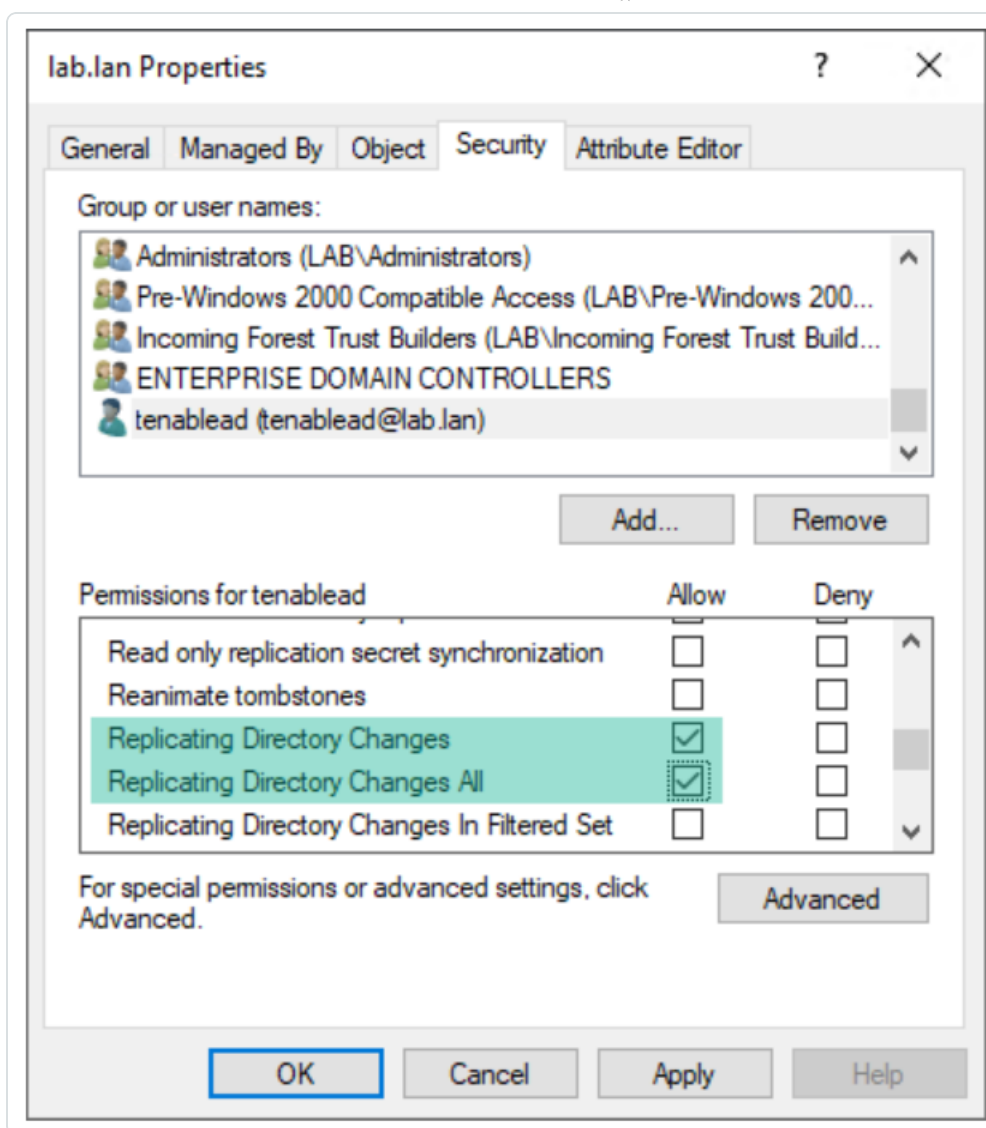 lab.lan Properties
?
General Managed By Object Security Attribute Editor
Group or user names:
Administrators (LAB\Administrators)
Pre-Windows 2000 Compatible Access (LAB\Pre-Windows 200...
Incoming Forest Trust Builders (LAB\Incoming Forest Trust Build...
ENTERPRISE DOMAIN CONTROLLERS
tenablead (tenablead@lab.lan)
Add... Remove
Permissions for tenablead Allow Deny
Read only replication secret synchronization
Reanimate tombstones
Replicating Directory Changes
Replicating Directory Changes All
Replicating Directory Changes In Filtered Set
For special permissions or advanced settings, click
Advanced.
Advanced
OK Cancel Apply Help